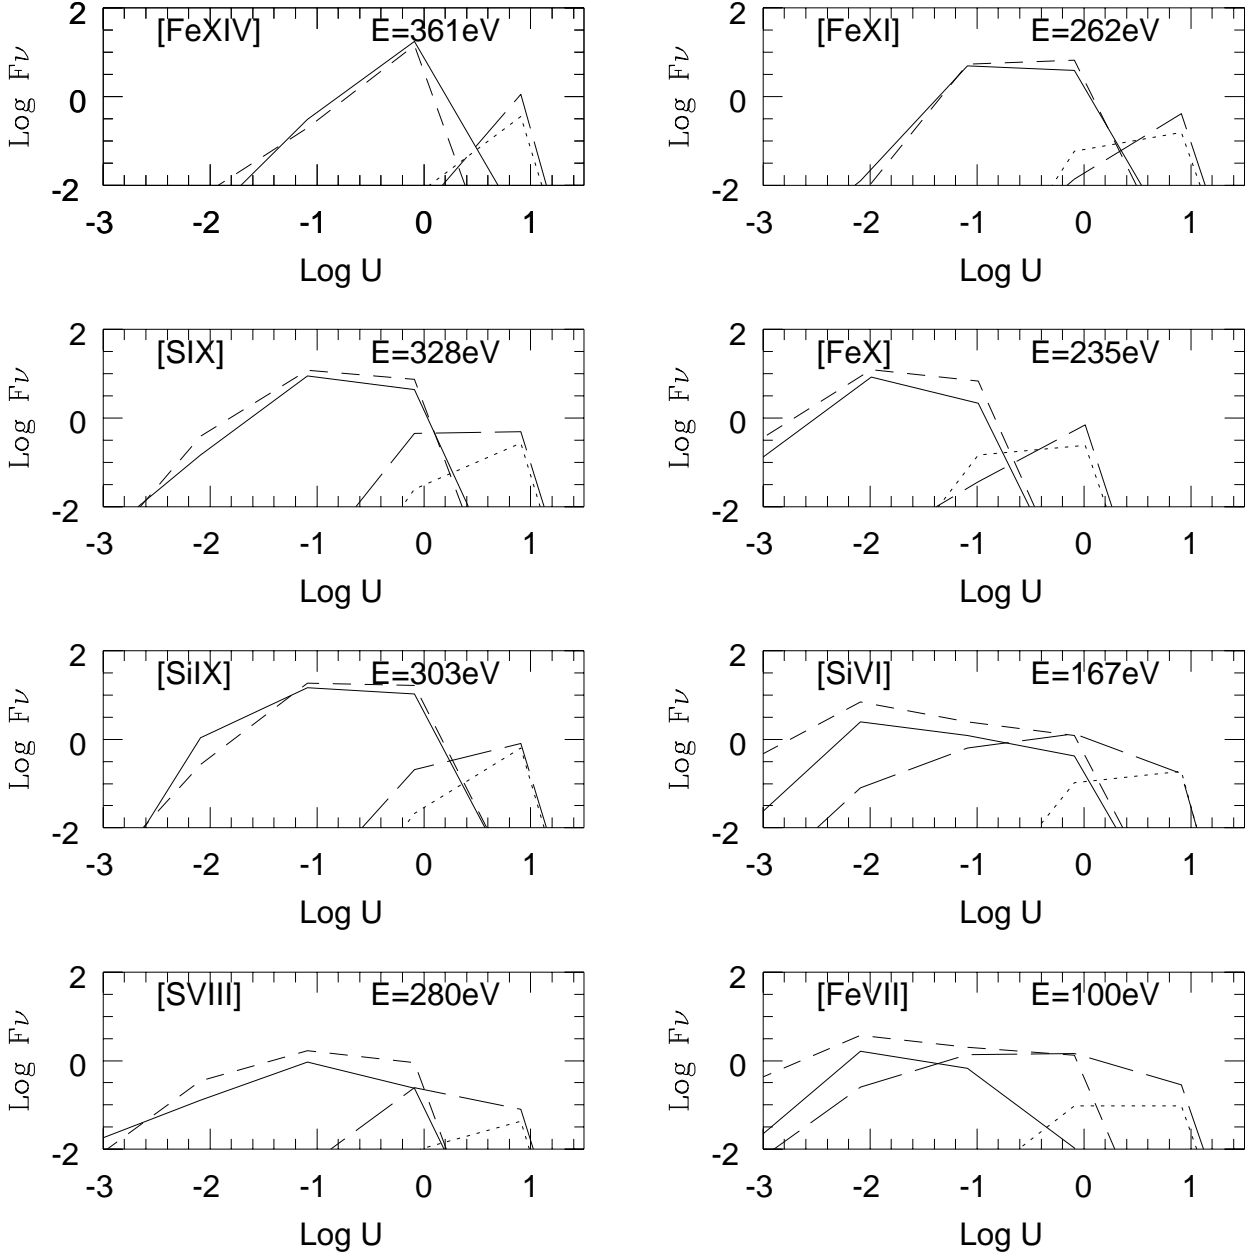 [FeXIV] E=361eV
2
0
-2
Log Fν
-3 -2 -1 0 1
Log U
[FeXI] E=262eV
2
0
-2
Log Fν
-3 -2 -1 0 1
Log U
[SIX] E=328eV
2
0
-2
Log Fν
-3 -2 -1 0 1
Log U
[FeX] E=235eV
2
0
-2
Log Fν
-3 -2 -1 0 1
Log U
[SiIX] E=303eV
2
0
-2
Log Fν
-3 -2 -1 0 1
Log U
[SiVI] E=167eV
2
0
-2
Log Fν
-3 -2 -1 0 1
Log U
[SVIII] E=280eV
2
0
-2
Log Fν
-3 -2 -1 0 1
Log U
[FeVII] E=100eV
2
0
-2
Log Fν
-3 -2 -1 0 1
Log U